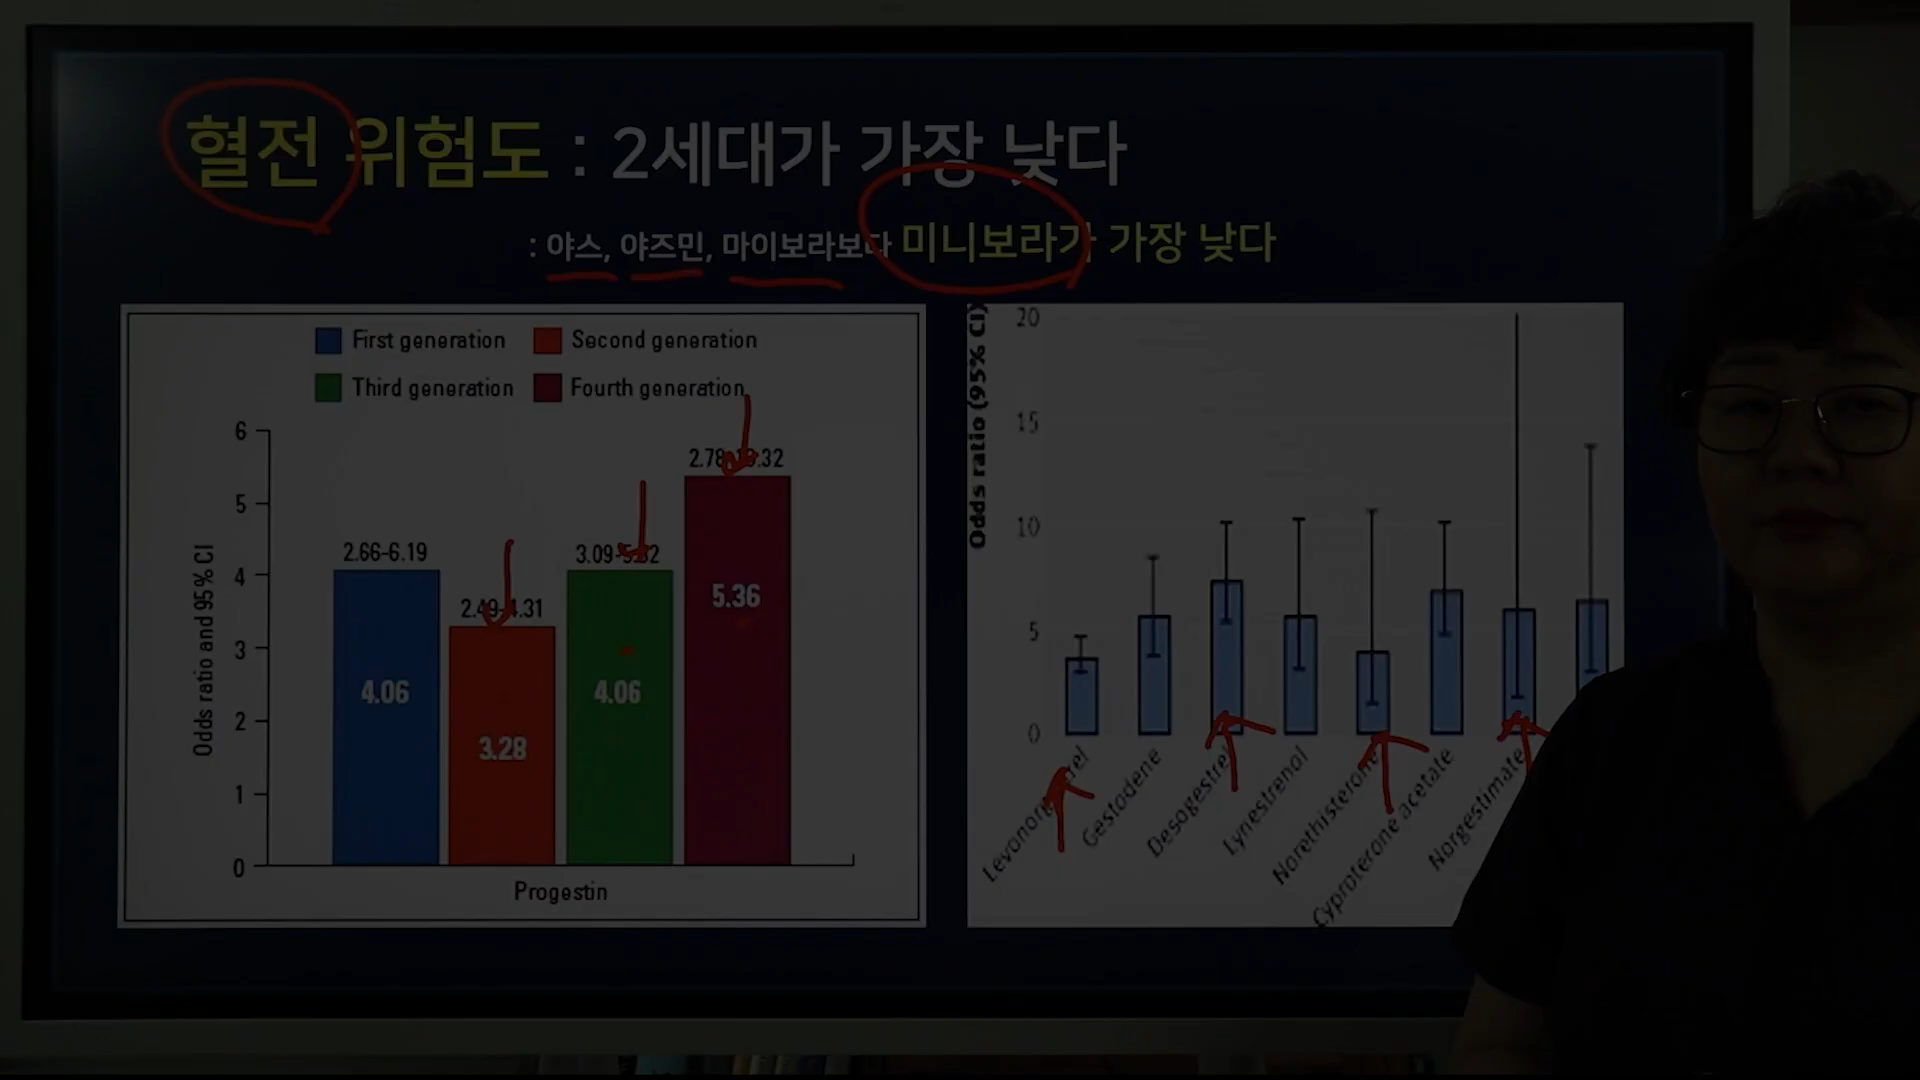 혈전 위험도 : 2세대가 가장 낮다
: 야스, 야즈민, 마이보라보다 미니보라가 가장 낮다
First generation Second generation
Third generation Fourth generation
Odds ratio and 95% CI
6
5
4
3
2
1
0
2.66-6.19
4.06
3.28
4.06
5.36
Progestin
Odds ratio (95% CI)
20
15
10
5
0
Gestodene
Desogestrel
Lynestrenol
Norethisterone
Cyproterone acetate
Norgestimate